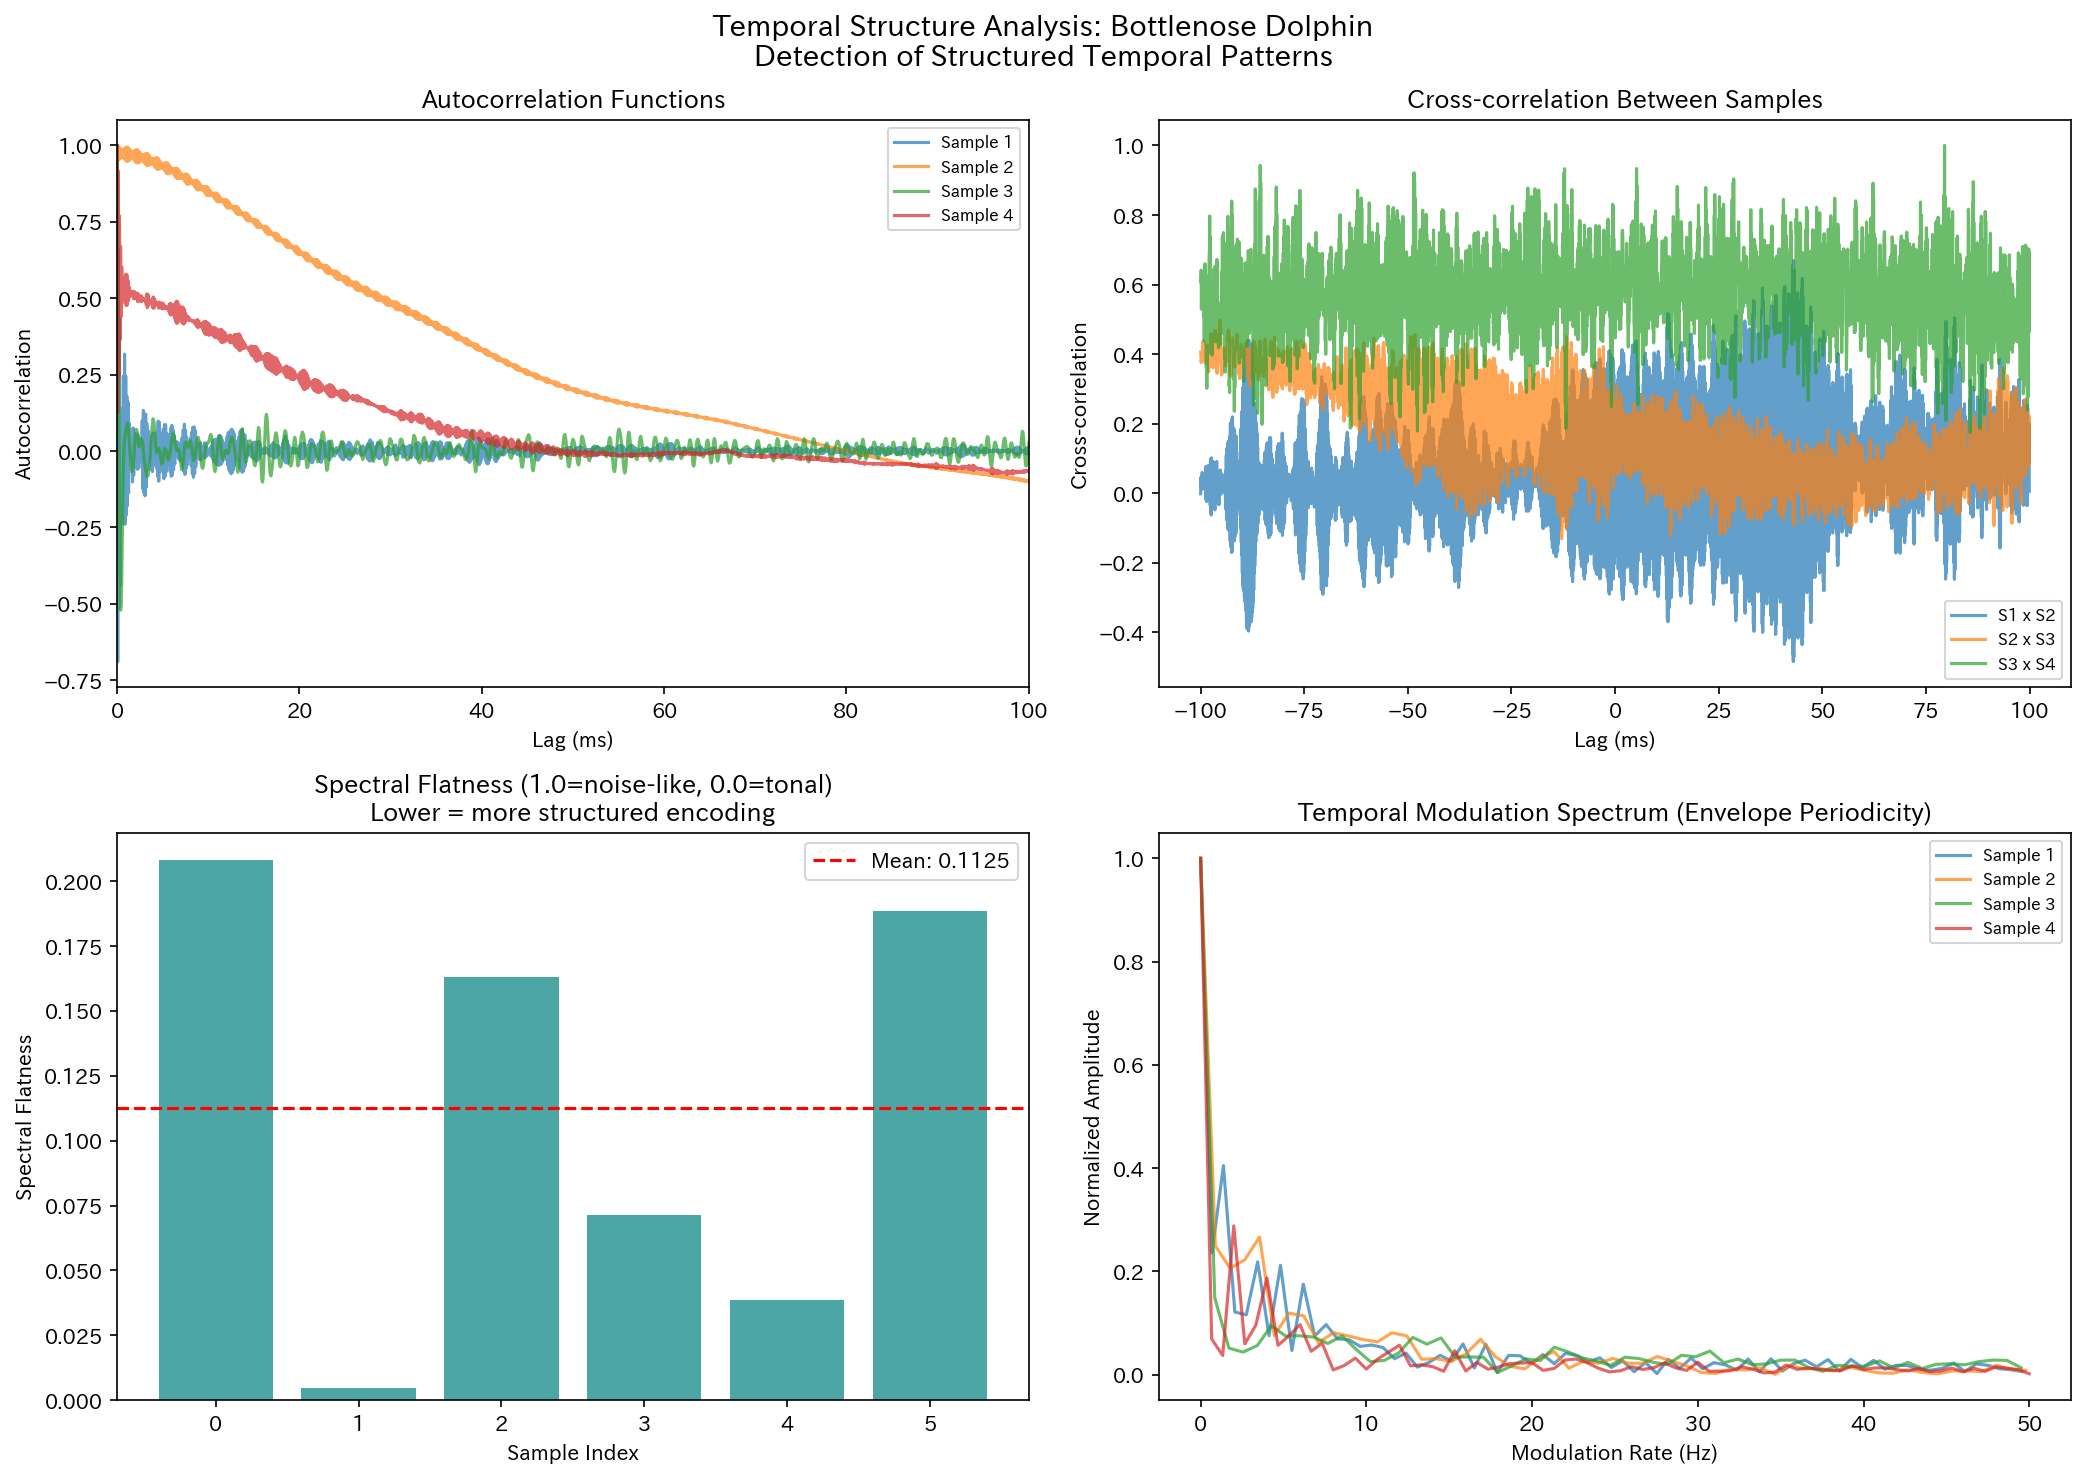 Temporal Structure Analysis: Bottlenose Dolphin
Detection of Structured Temporal Patterns
Autocorrelation Functions
1.00
0.75
0.50
0.25
0.00
−0.25
−0.50
−0.75
Autocorrelation
0 20 40 60 80 100
Lag (ms)
Sample 1
Sample 2
Sample 3
Sample 4
Cross-correlation Between Samples
1.0
0.8
0.6
0.4
0.2
0.0
−0.2
−0.4
Cross-correlation
−100 −75 −50 −25 0 25 50 75 100
Lag (ms)
S1 x S2
S2 x S3
S3 x S4
Spectral Flatness (1.0=noise-like, 0.0=tonal)
Lower = more structured encoding
Mean: 0.1125
0.200
0.175
0.150
0.125
0.100
0.075
0.050
0.025
0.000
Spectral Flatness
0 1 2 3 4 5
Sample Index
Temporal Modulation Spectrum (Envelope Periodicity)
1.0
0.8
0.6
0.4
0.2
0.0
Normalized Amplitude
0 10 20 30 40 50
Modulation Rate (Hz)
Sample 1
Sample 2
Sample 3
Sample 4